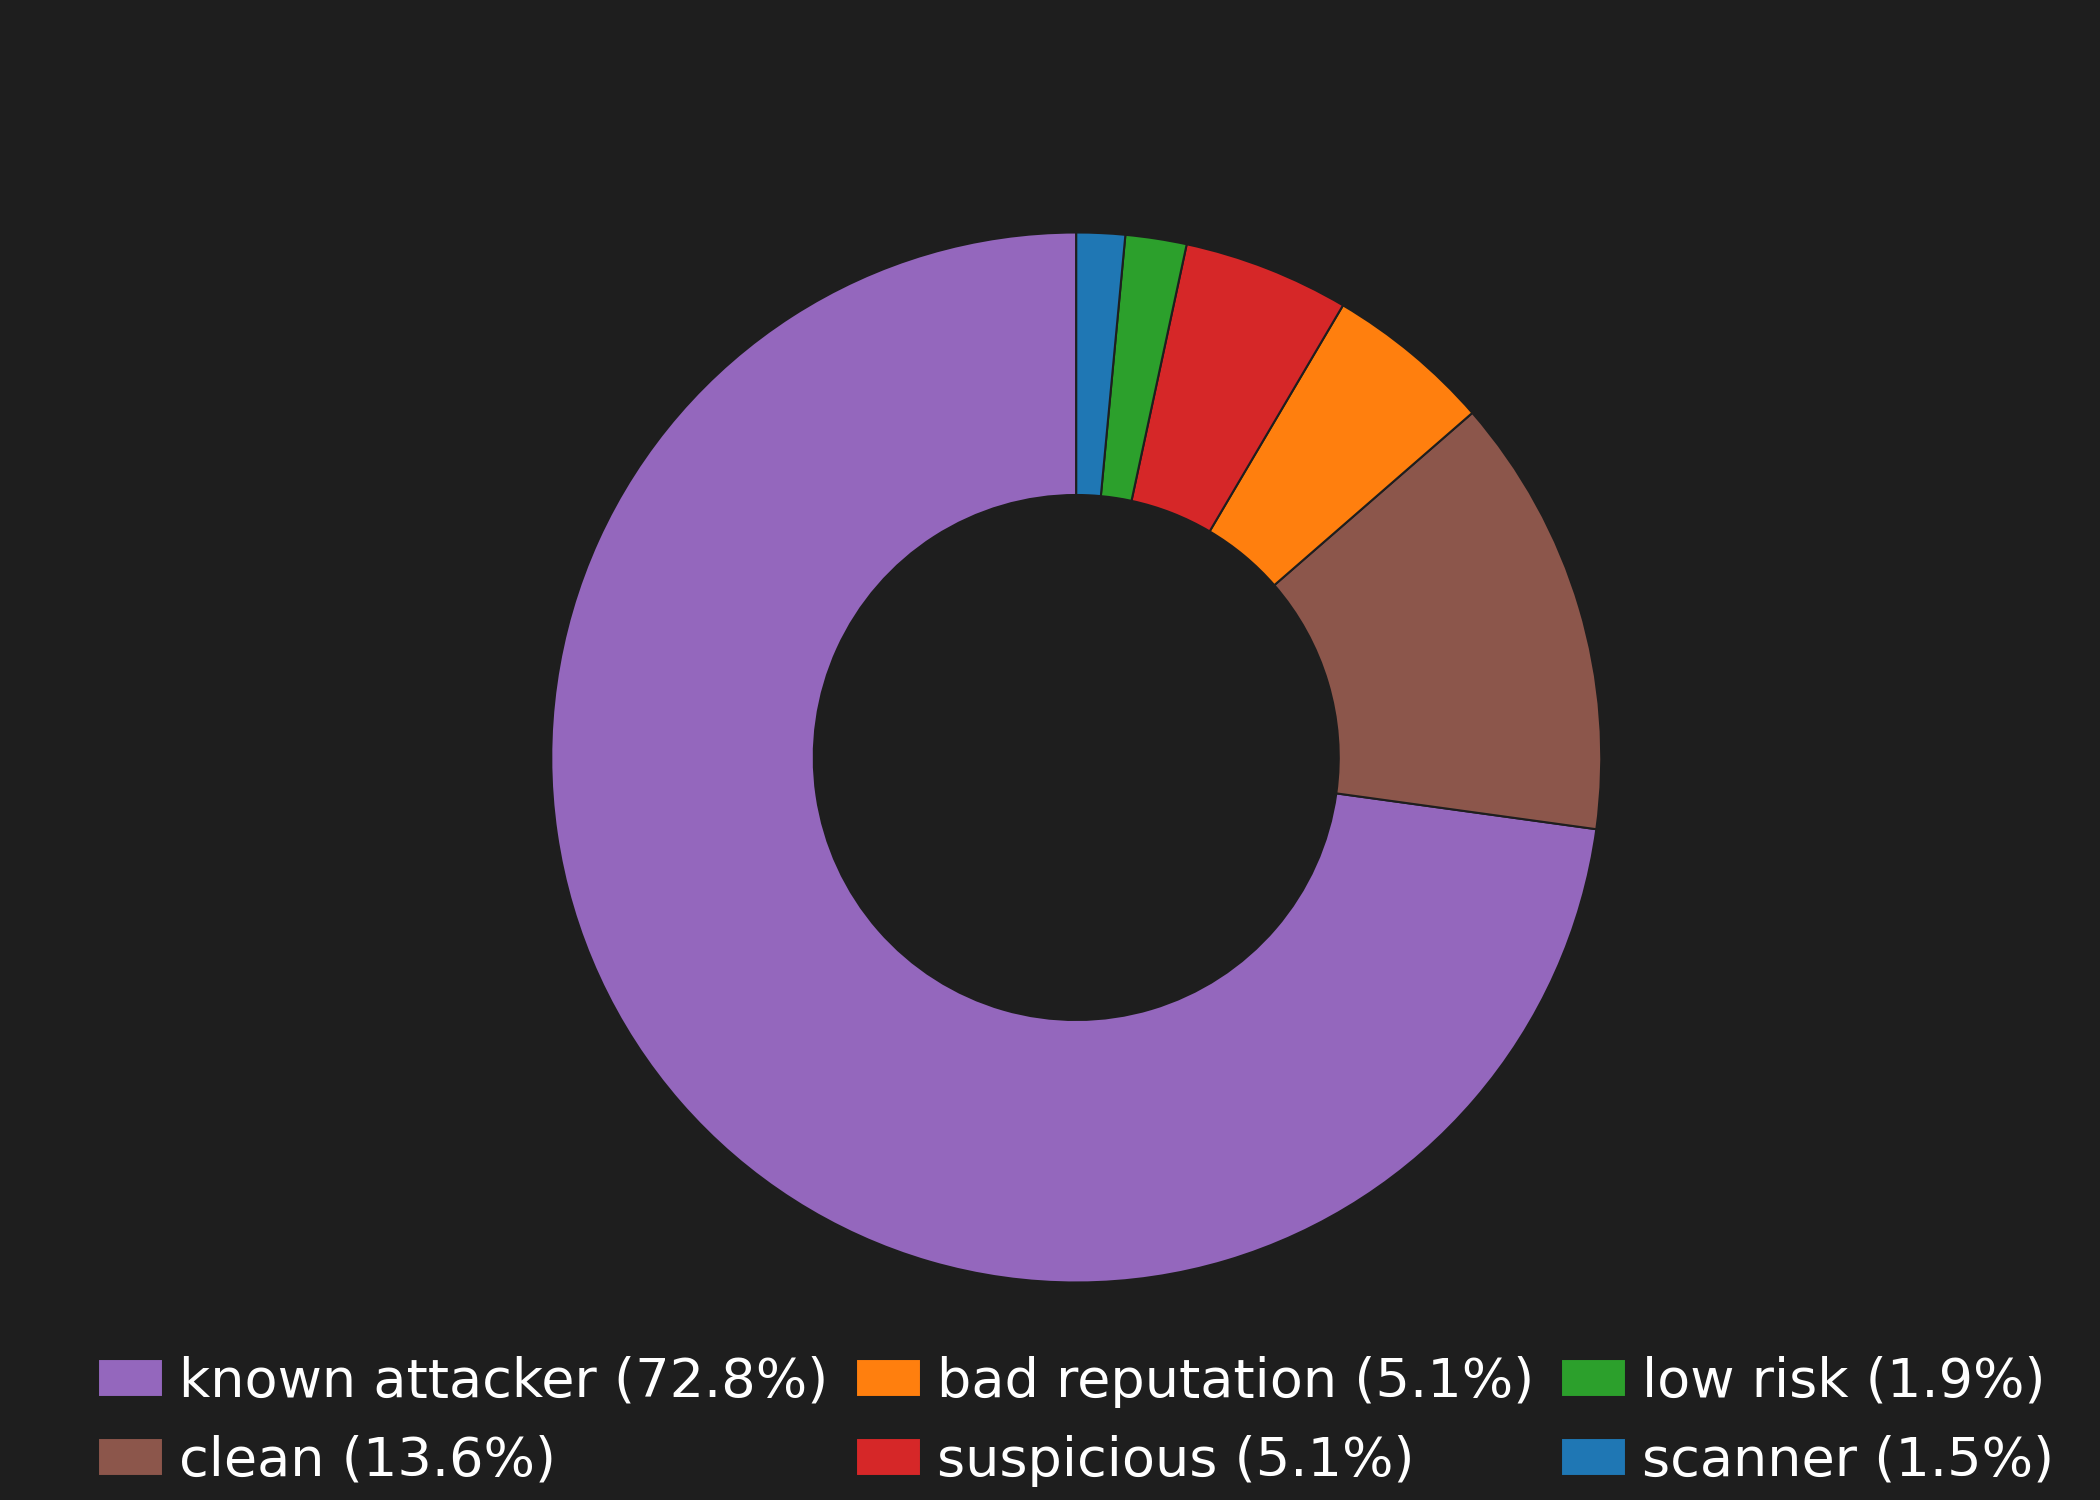 known attacker (72.8%)
bad reputation (5.1%)
low risk (1.9%)
clean (13.6%)
suspicious (5.1%)
scanner (1.5%)